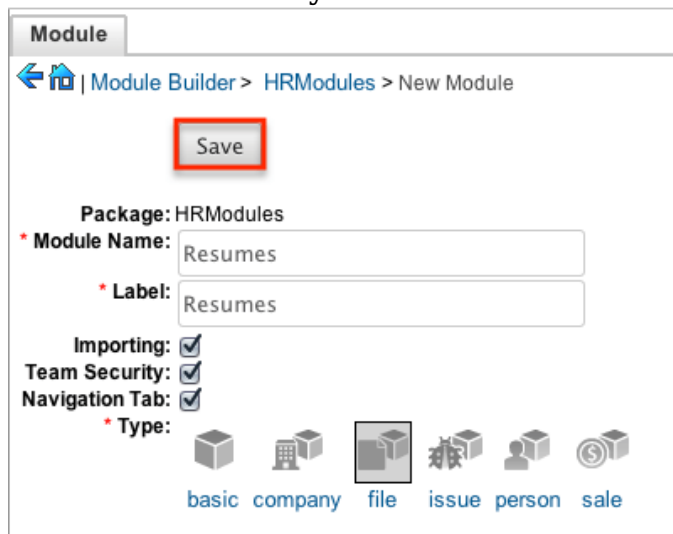 Module
| Module Builder > HRModules > New Module
Save
Package: HRModules
* Module Name: Resumes
* Label: Resumes
Importing:
Team Security:
Navigation Tab:
* Type:
basic company file issue person sale